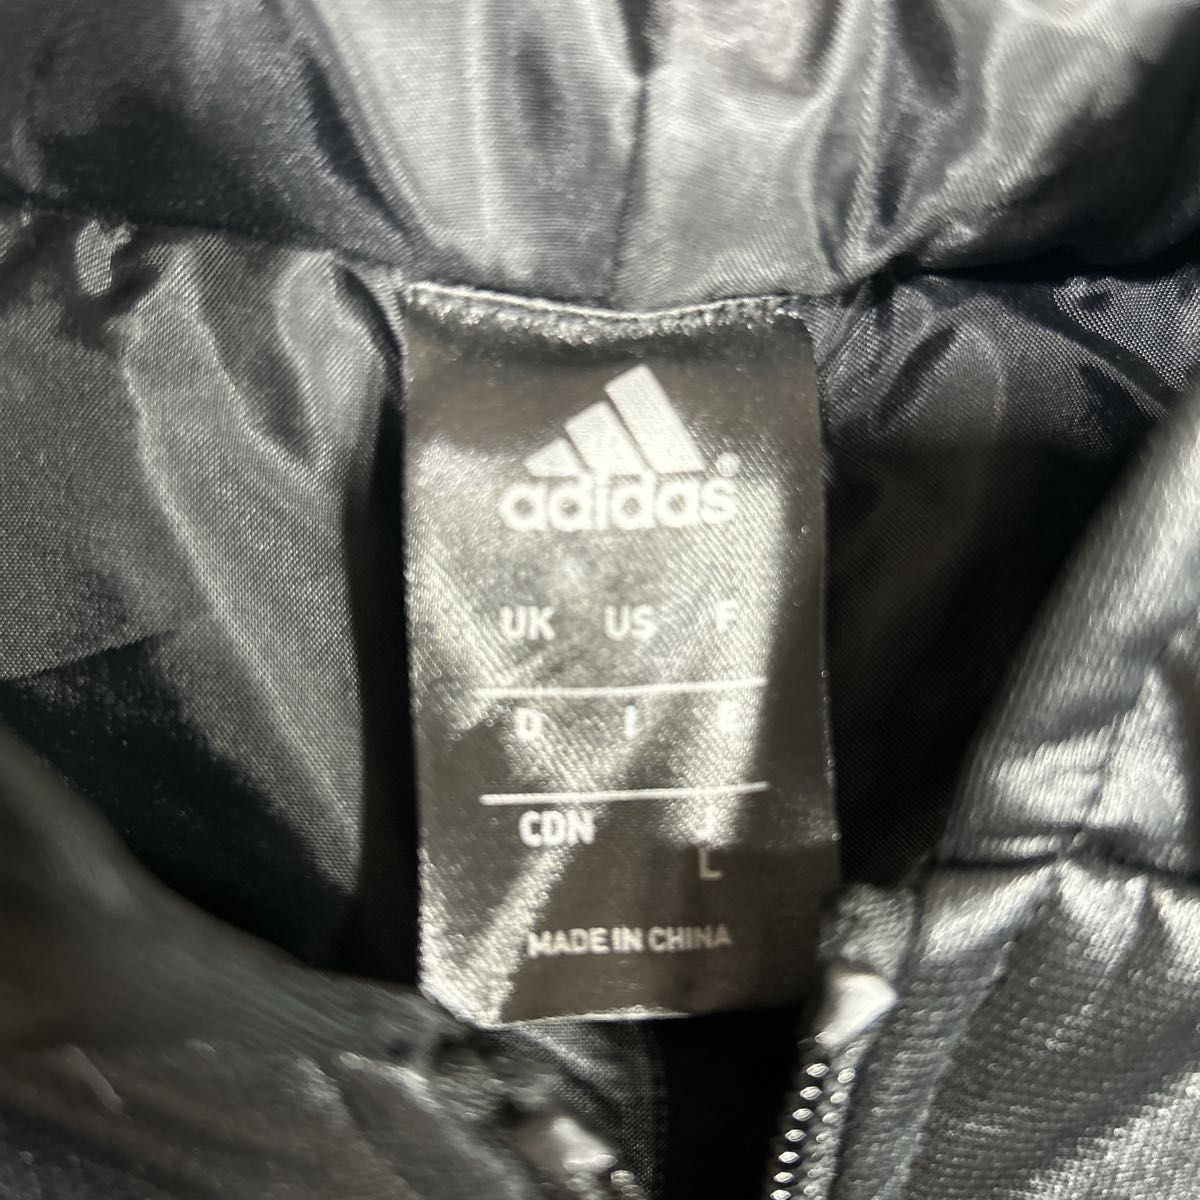 adidas®
UK US F
D I E
CDN J
L
MADE IN CHINA